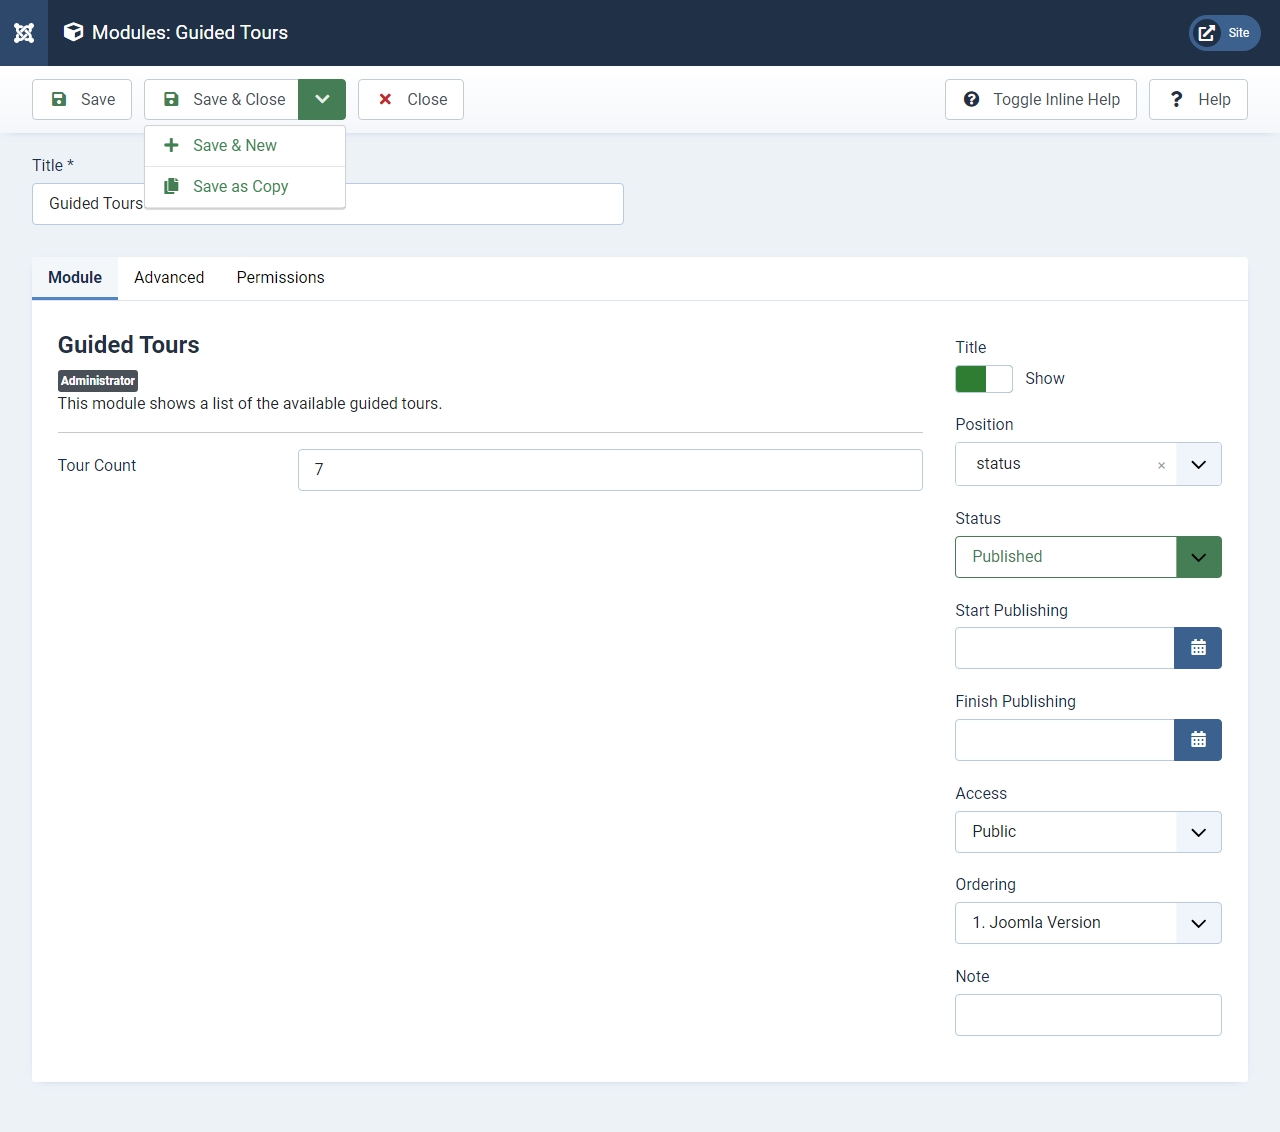 Modules: Guided Tours
Site
Save
Save & Close
Close
Toggle Inline Help
? Help
Save & New
Save as Copy
Title *
Guided Tours
Module
Advanced
Permissions
Guided Tours
Administrator
This module shows a list of the available guided tours.
Tour Count
7
Title
Show
Position
status ×
Status
Published
Start Publishing
Finish Publishing
Access
Public
Ordering
1. Joomla Version
Note